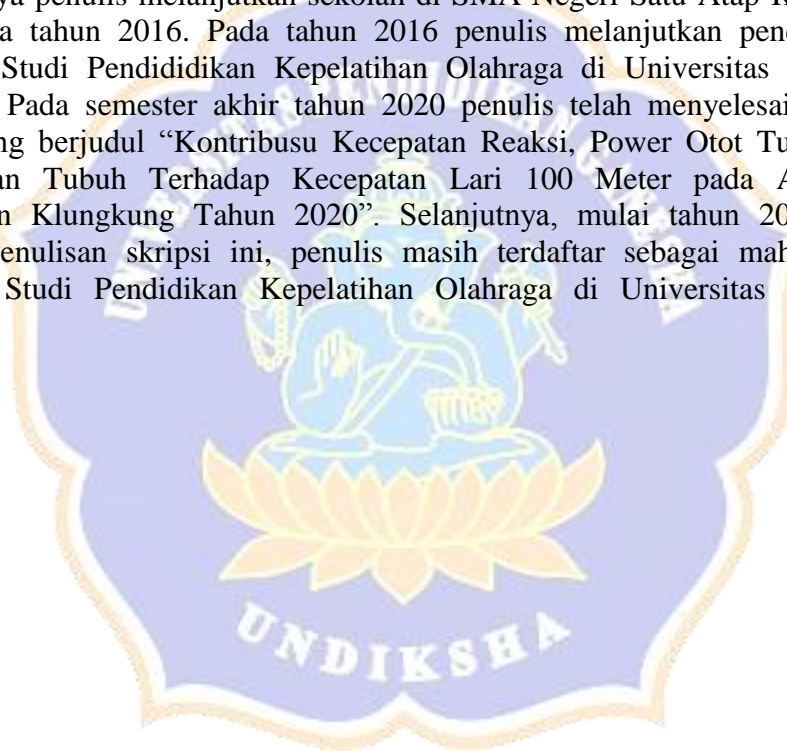 ya penulis melanjutkan sekolah di SMA Negeri Satu Atap
a tahun 2016. Pada tahun 2016 penulis melanjutkan pen
Studi Pendididikan Kepelatihan Olahraga di Universitas
Pada semester akhir tahun 2020 penulis telah menyelesai
ng berjudul “Kontribusu Kecepatan Reaksi, Power Otot Tu
an Tubuh Terhadap Kecepatan Lari 100 Meter pada A
n Klungkung Tahun 2020”. Selanjutnya, mulai tahun 20
enulisan skripsi ini, penulis masih terdaftar sebagai mah
Studi Pendidikan Kepelatihan Olahraga di Universitas
UNDIKSHA